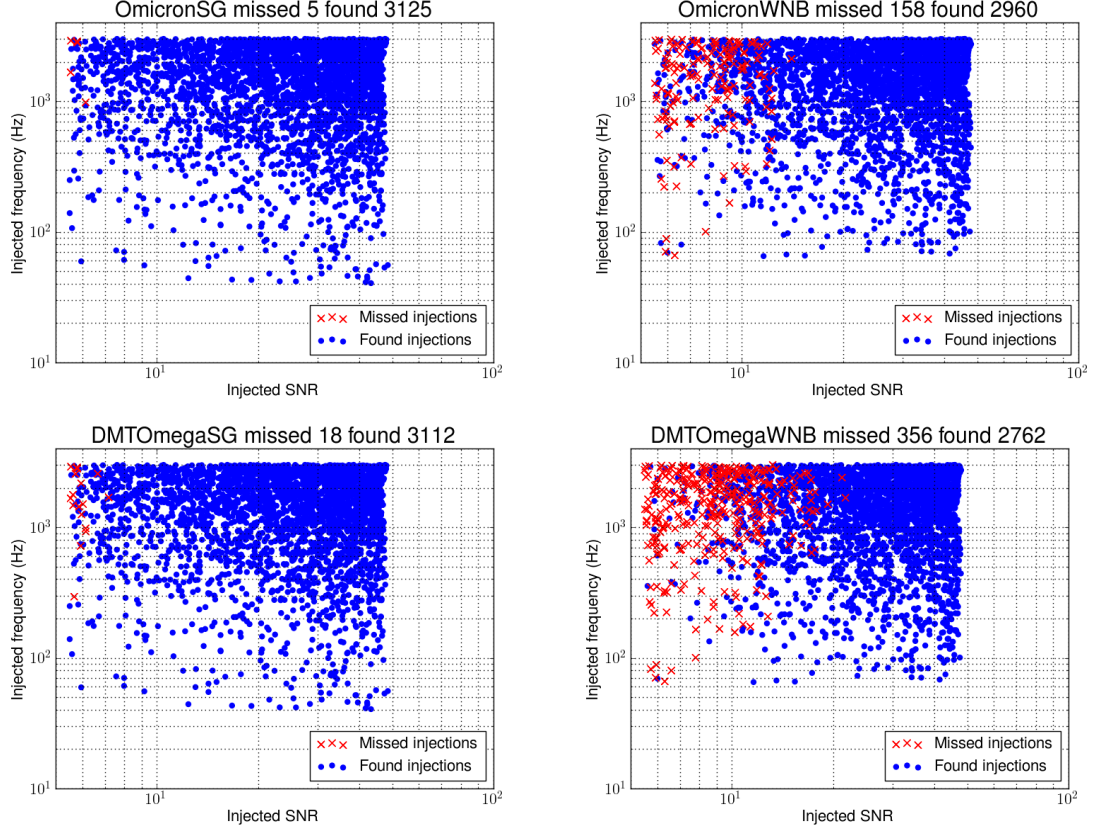 OmicronSG missed 5 found 3125
Injected frequency (Hz)
10^3
10^2
10^1
Missed injections
Found injections
10^1
10^2
Injected SNR
OmicronWNB missed 158 found 2960
Injected frequency (Hz)
10^3
10^2
10^1
Missed injections
Found injections
10^1
10^2
Injected SNR
DMTOmegaSG missed 18 found 3112
Injected frequency (Hz)
10^3
10^2
10^1
Missed injections
Found injections
10^1
10^2
Injected SNR
DMTOmegaWNB missed 356 found 2762
Injected frequency (Hz)
10^3
10^2
10^1
Missed injections
Found injections
10^1
10^2
Injected SNR